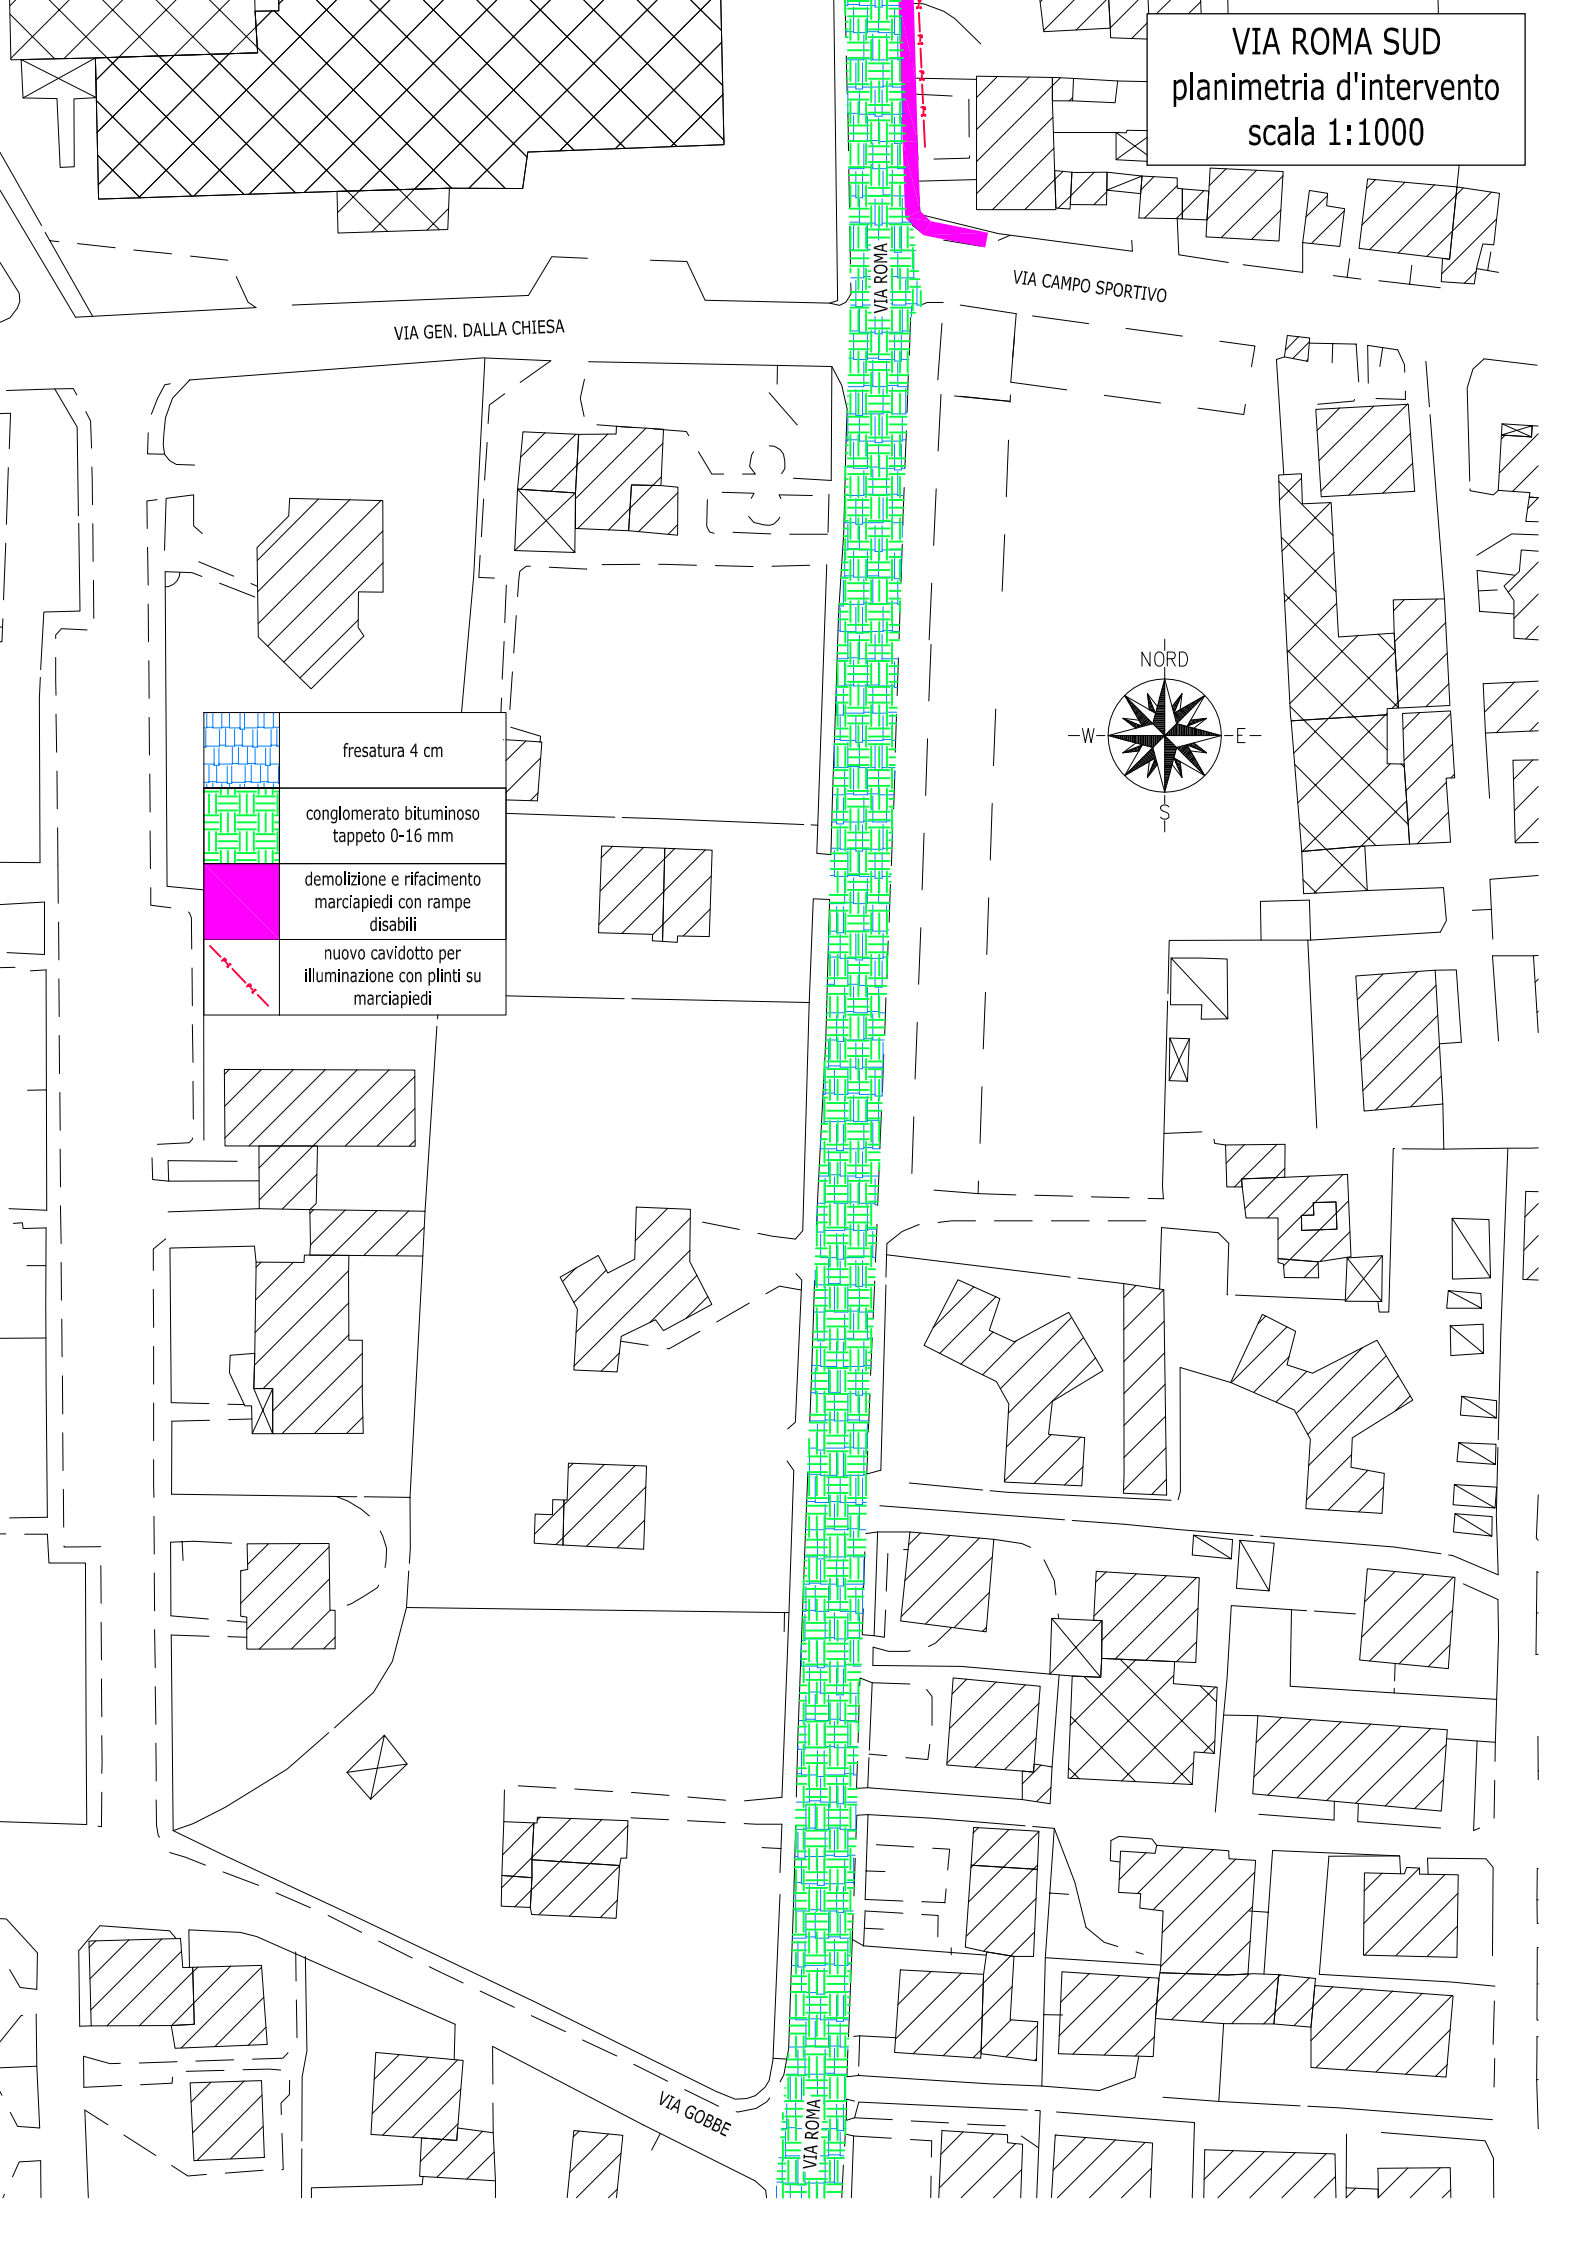 VIA ROMA SUD
planimetria d'intervento
scala 1:1000
VIA ROMA
VIA CAMPO SPORTIVO
VIA GEN. DALLA CHIESA
NORD
W
E
S
fresatura 4 cm
conglomerato bituminoso
tappeto 0-16 mm
demolizione e rifacimento
marciapiedi con rampe
disabili
nuovo cavidotto per
illuminazione con plinti su
marciapiedi
VIA GOBBE
VIA ROMA